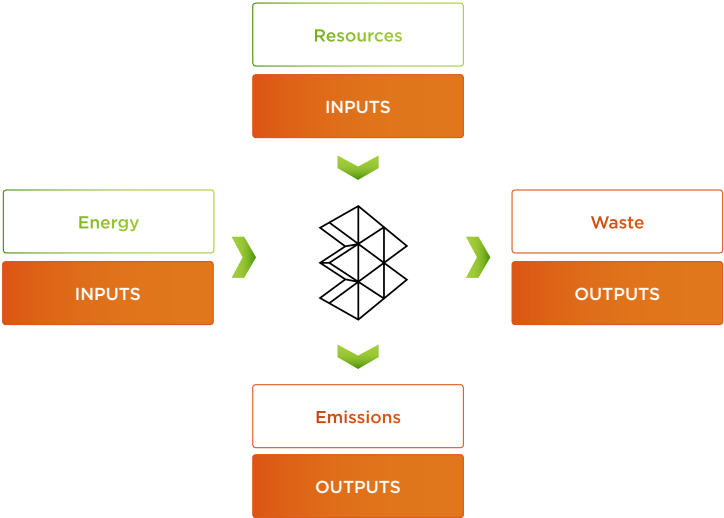 Resources
INPUTS
Energy
INPUTS
Waste
OUTPUTS
Emissions
OUTPUTS